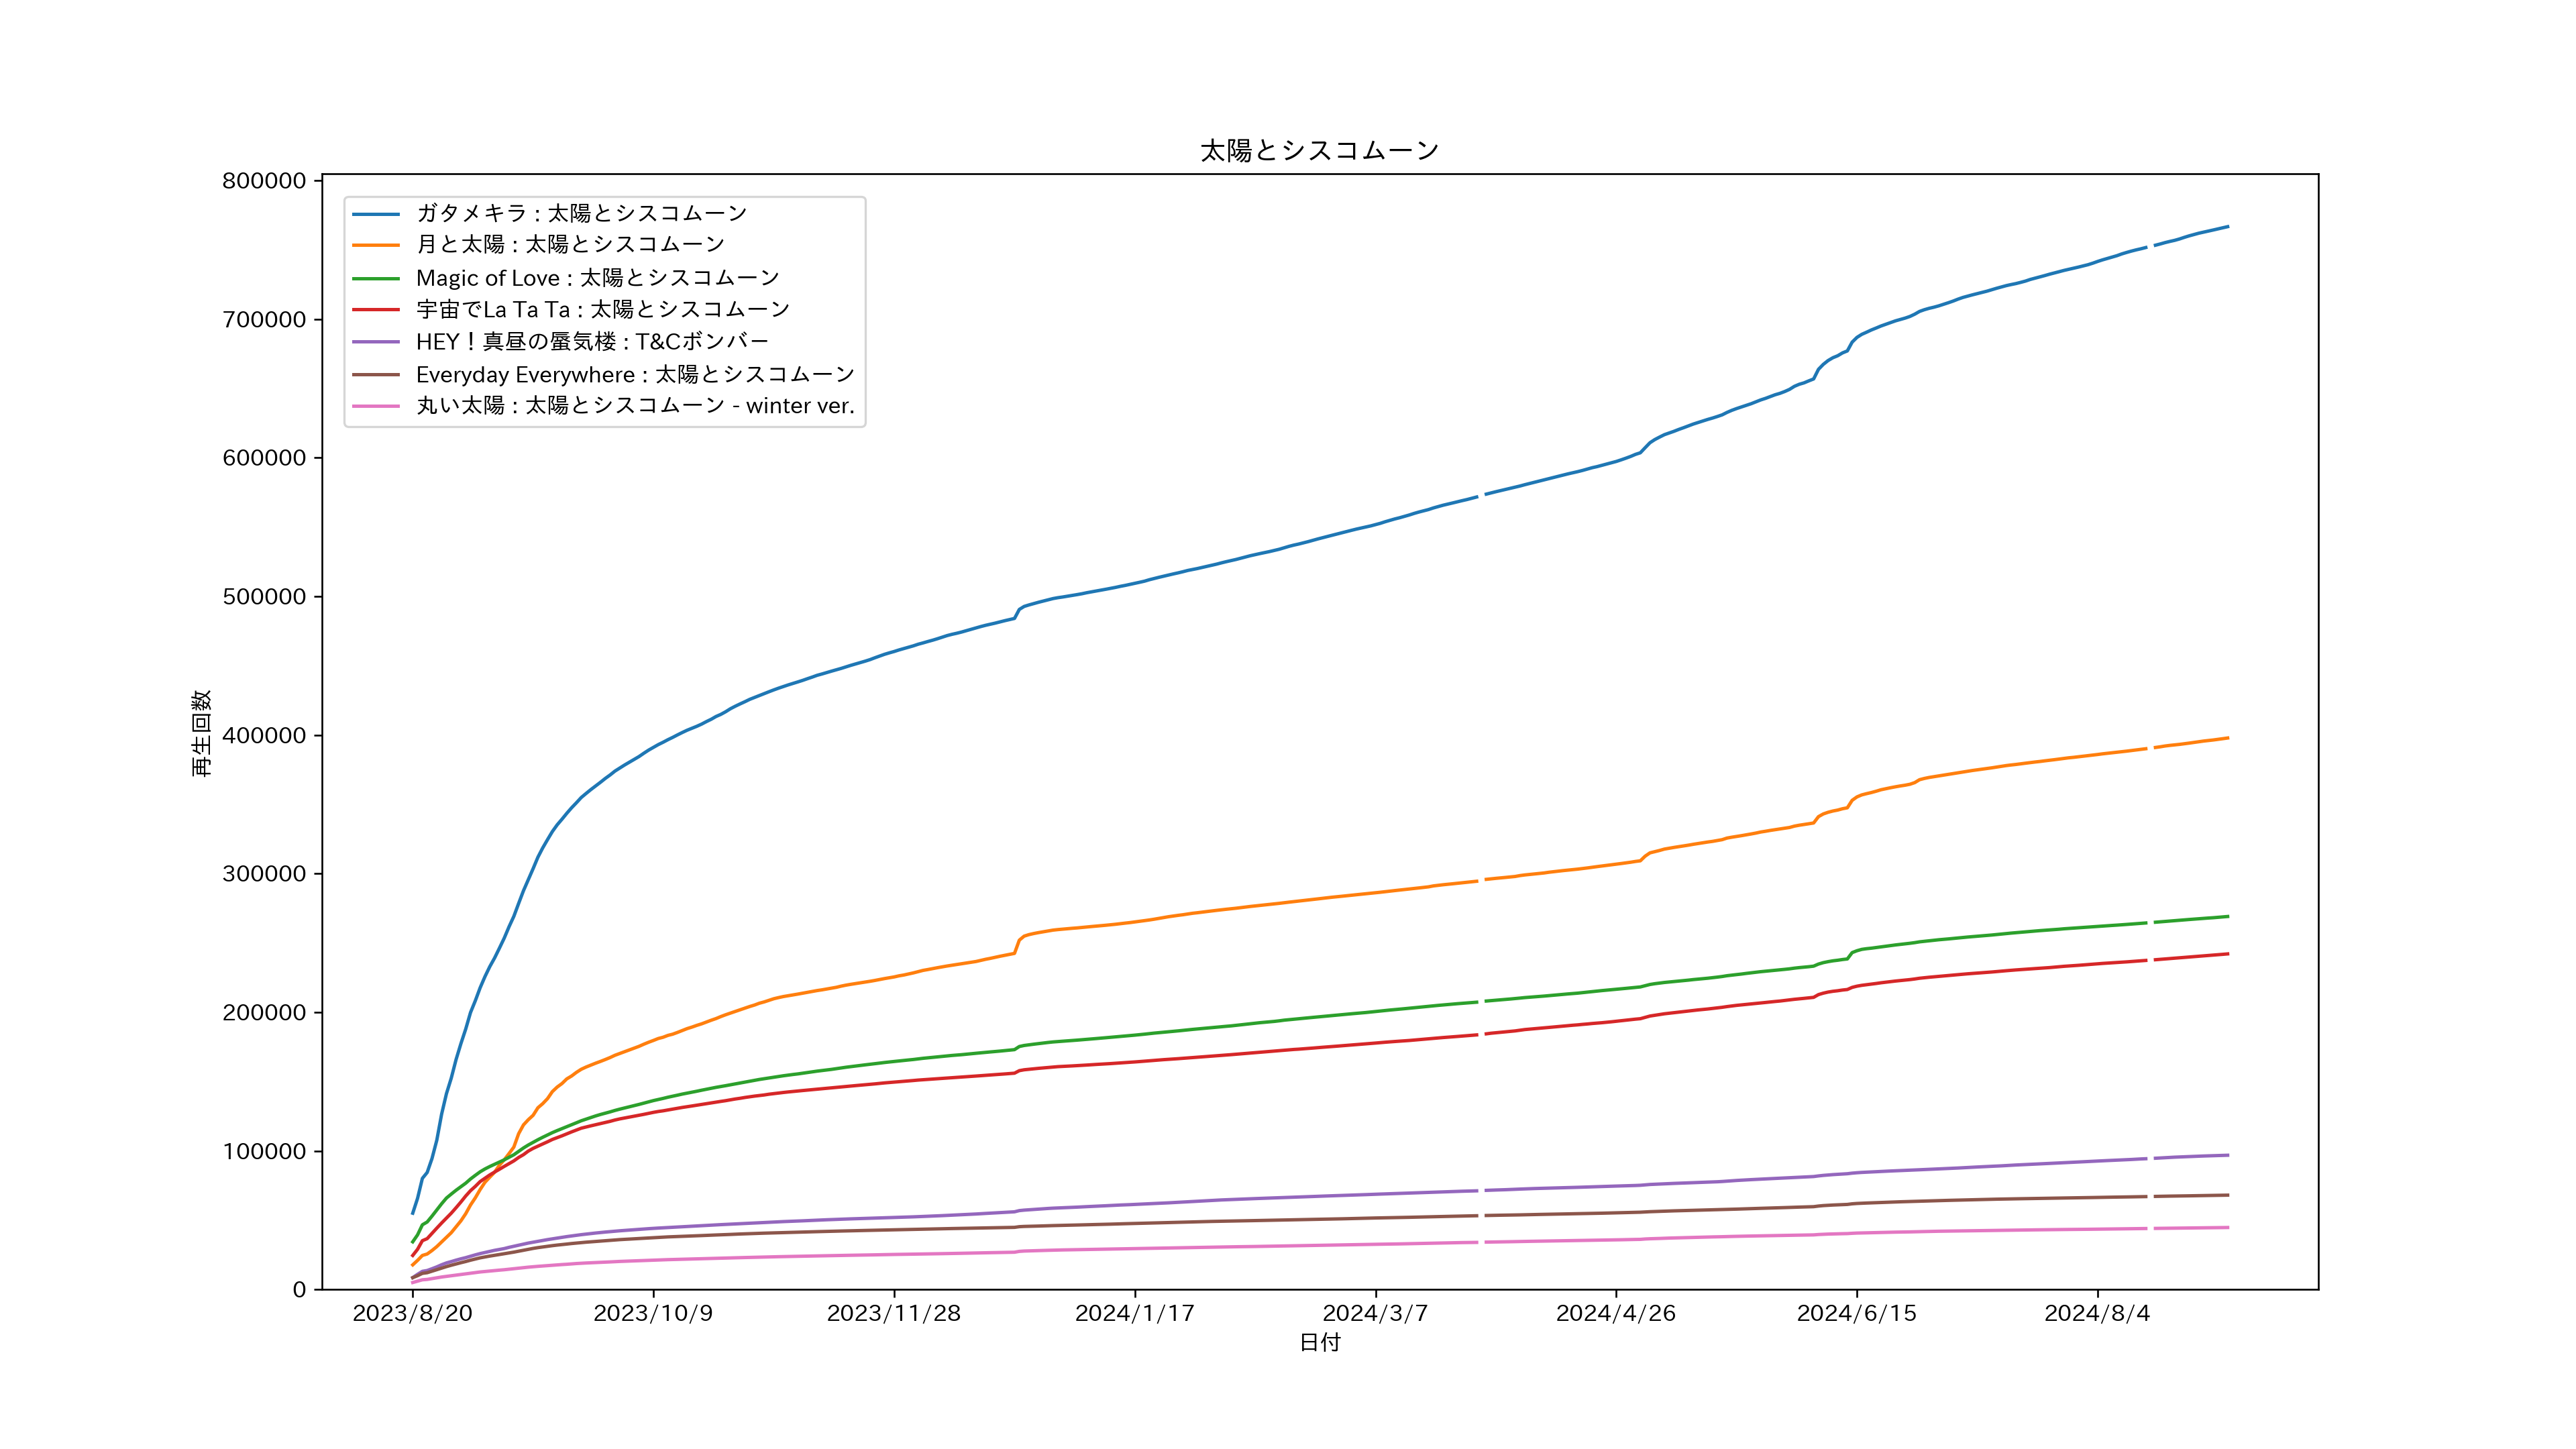 太陽とシスコムーン
800000
700000
600000
500000
400000
300000
200000
100000
0
再生回数
ガタメキラ : 太陽とシスコムーン
月と太陽 : 太陽とシスコムーン
Magic of Love : 太陽とシスコムーン
宇宙でLa Ta Ta : 太陽とシスコムーン
HEY！真昼の蜃気楼 : T&Cボンバー
Everyday Everywhere : 太陽とシスコムーン
丸い太陽 : 太陽とシスコムーン - winter ver.
2023/8/20
2023/10/9
2023/11/28
2024/1/17
2024/3/7
2024/4/26
2024/6/15
2024/8/4
日付